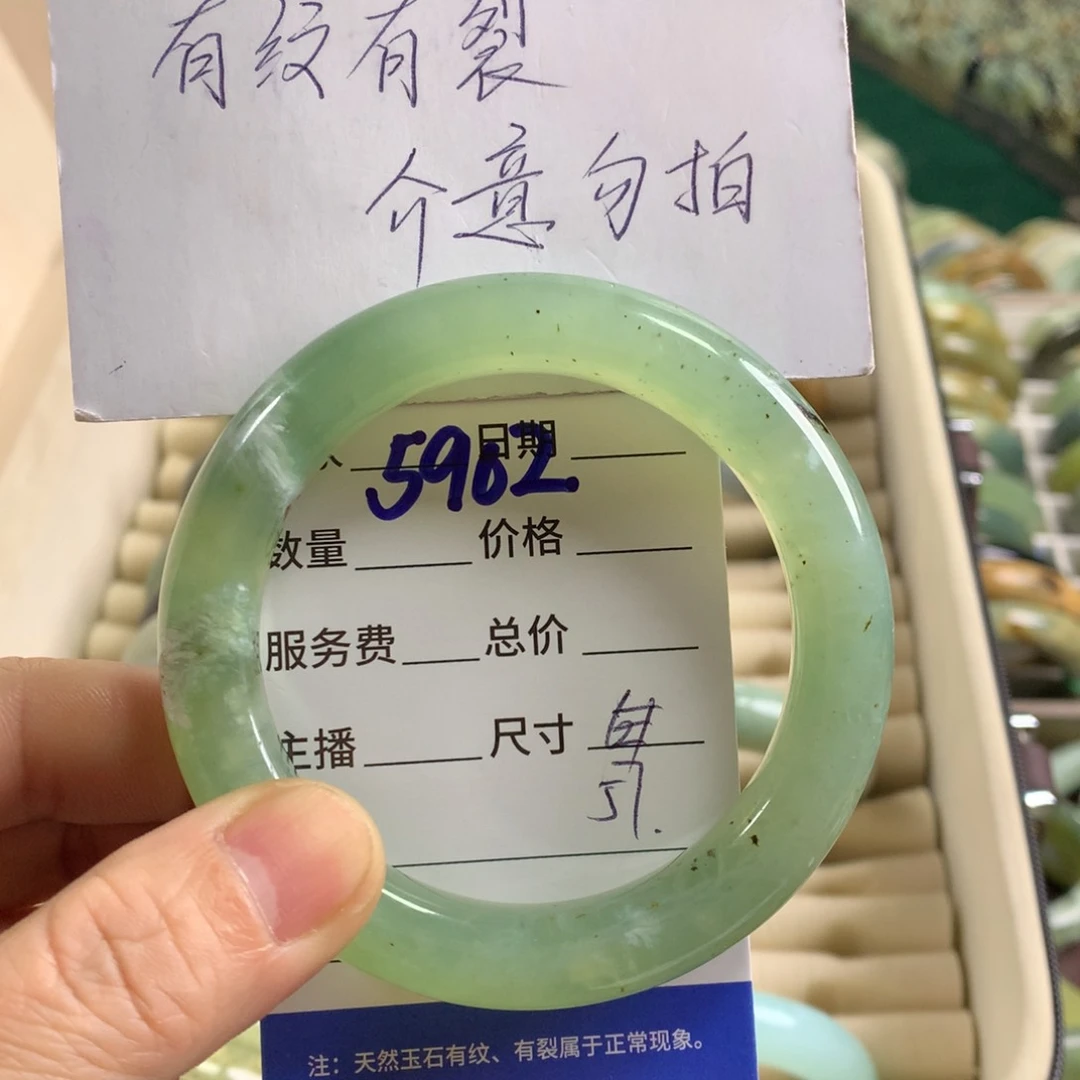 有纹有裂
介意勿拍
5962 日期
数量 价格
服务费 总价
主播 尺寸
51.
注：天然玉石有纹、有裂属于正常现象。